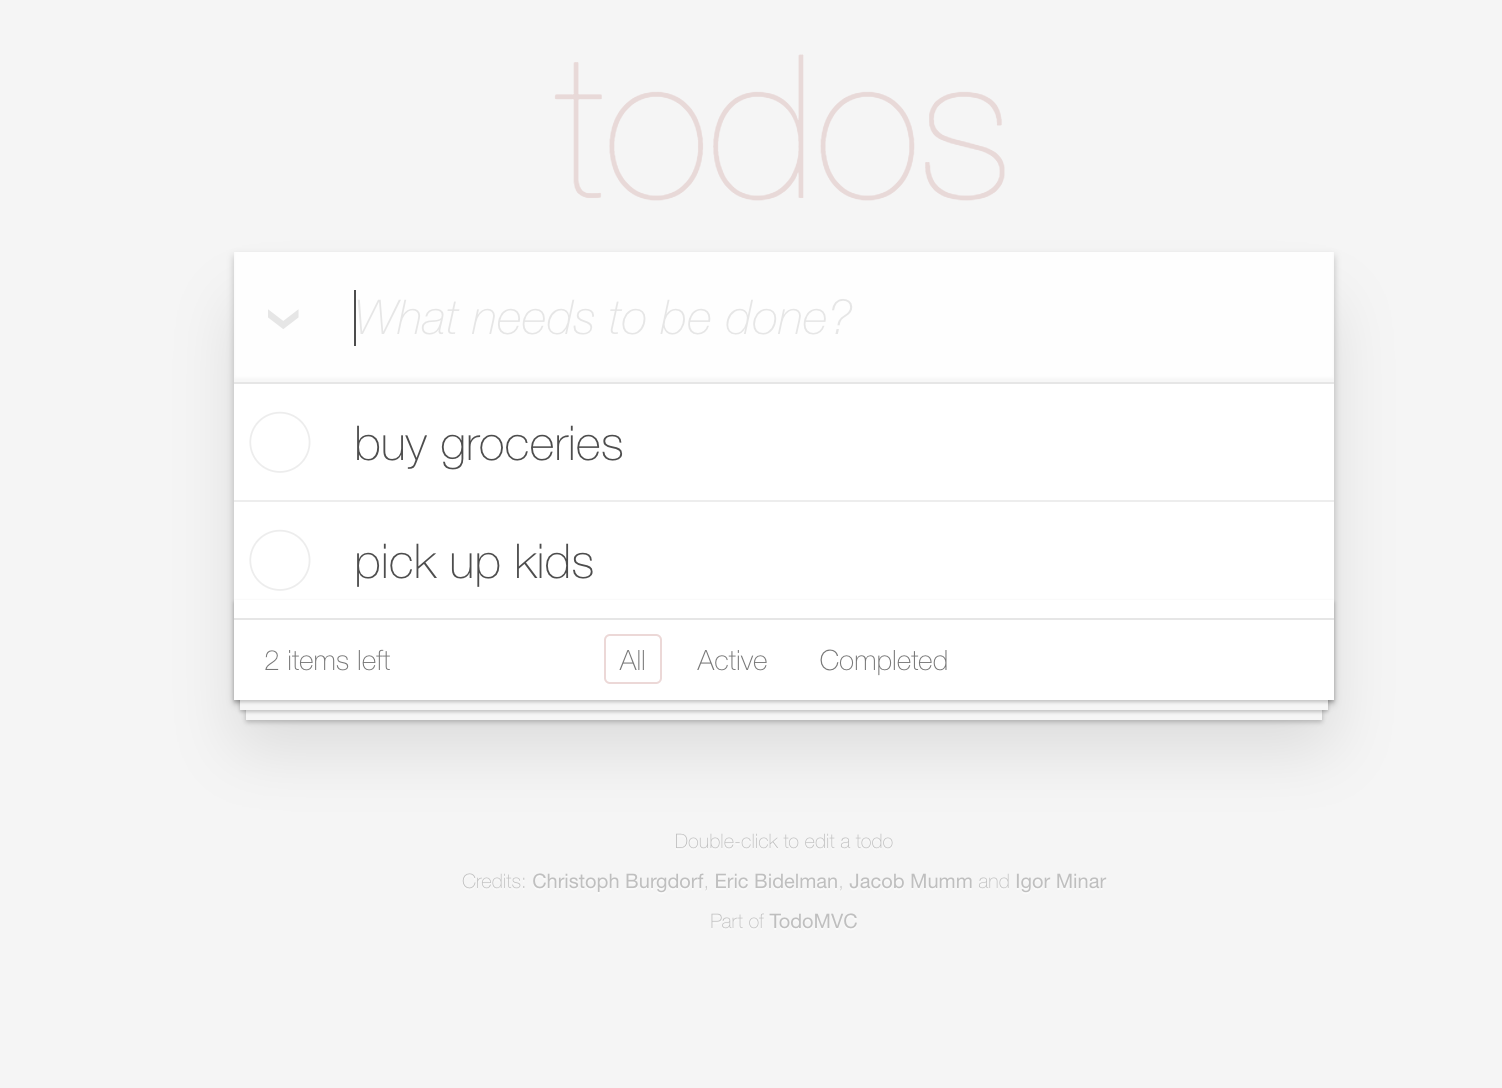 todos
What needs to be done?
buy groceries
pick up kids
2 items left All Active Completed
Double-click to edit a todo
Credits: Christoph Burgdorf, Eric Bidelman, Jacob Mumm and Igor Minar
Part of TodoMVC